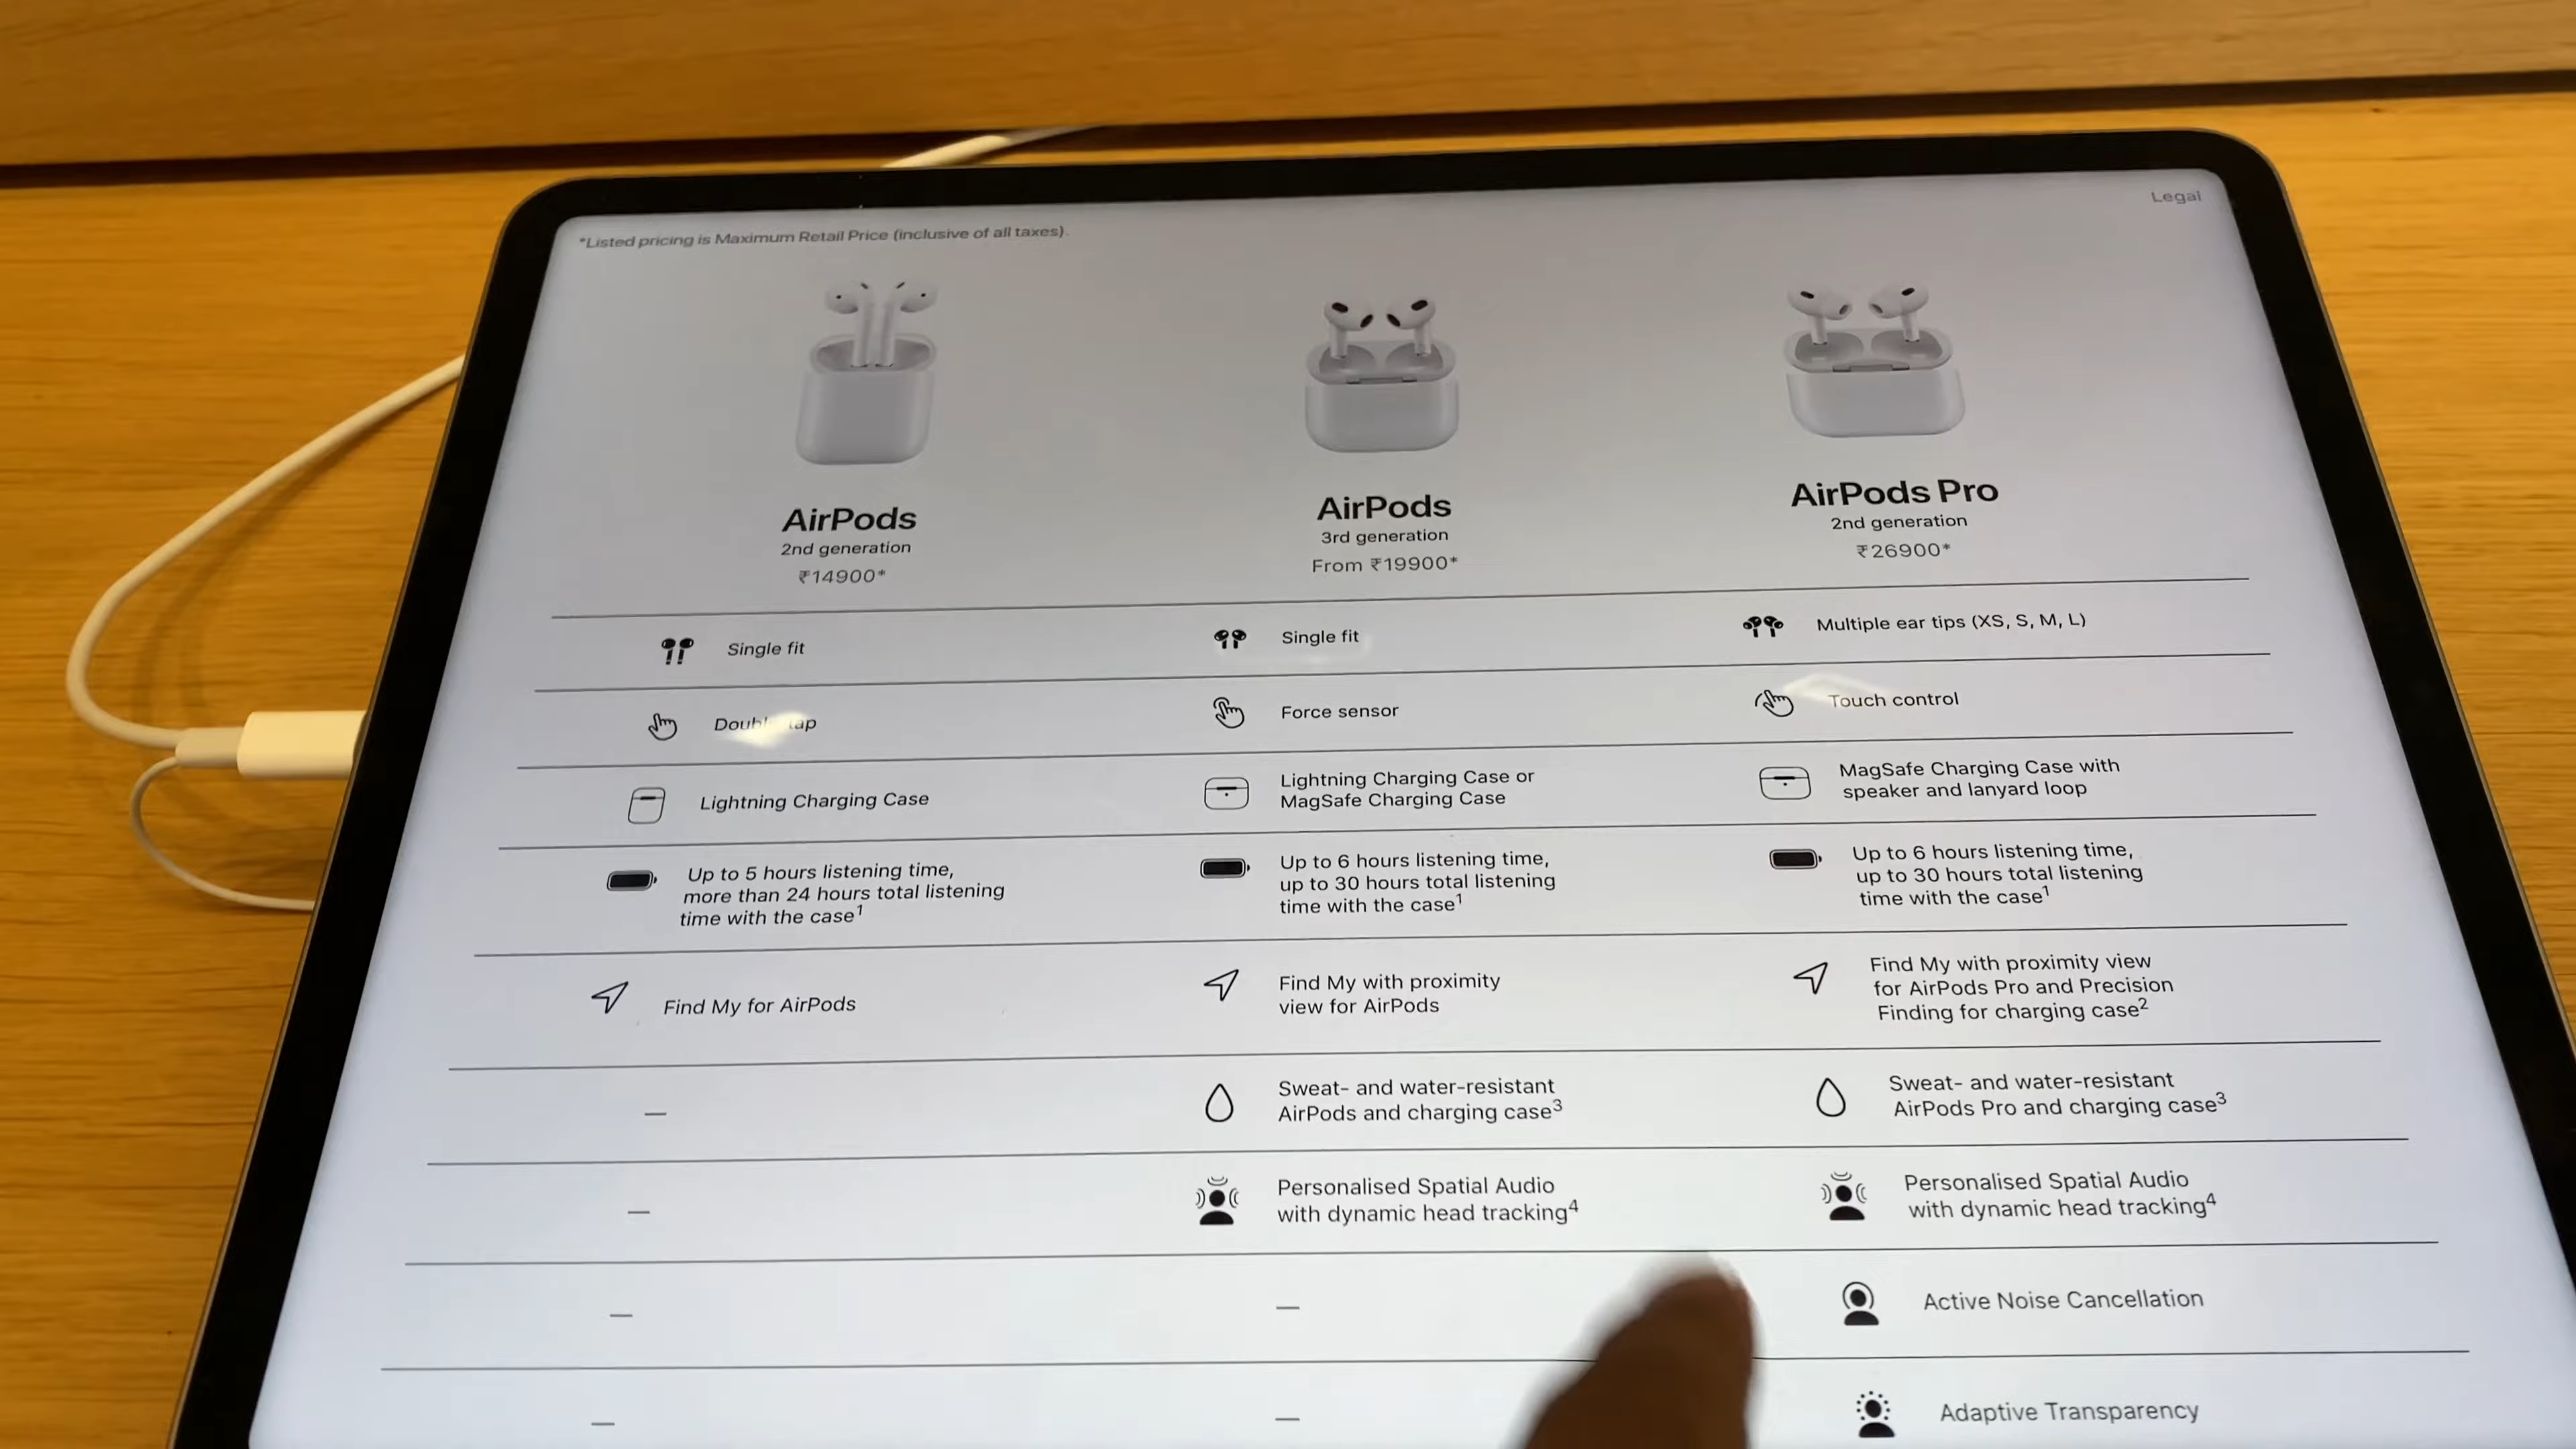 Legal
*Listed pricing is Maximum Retail Price (inclusive of all taxes).
AirPods
2nd generation
₹14900*
AirPods
3rd generation
From ₹19900*
AirPods Pro
2nd generation
₹26900*
Single fit
Single fit
Multiple ear tips (XS, S, M, L)
Double tap
Force sensor
Touch control
Lightning Charging Case
Lightning Charging Case or
MagSafe Charging Case
MagSafe Charging Case with
speaker and lanyard loop
Up to 5 hours listening time,
more than 24 hours total listening
time with the case¹
Up to 6 hours listening time,
up to 30 hours total listening
time with the case¹
Up to 6 hours listening time,
up to 30 hours total listening
time with the case¹
Find My for AirPods
Find My with proximity
view for AirPods
Find My with proximity view
for AirPods Pro and Precision
Finding for charging case²
—
Sweat- and water-resistant
AirPods and charging case³
Sweat- and water-resistant
AirPods Pro and charging case³
—
Personalised Spatial Audio
with dynamic head tracking⁴
Personalised Spatial Audio
with dynamic head tracking⁴
—
—
Active Noise Cancellation
—
—
Adaptive Transparency